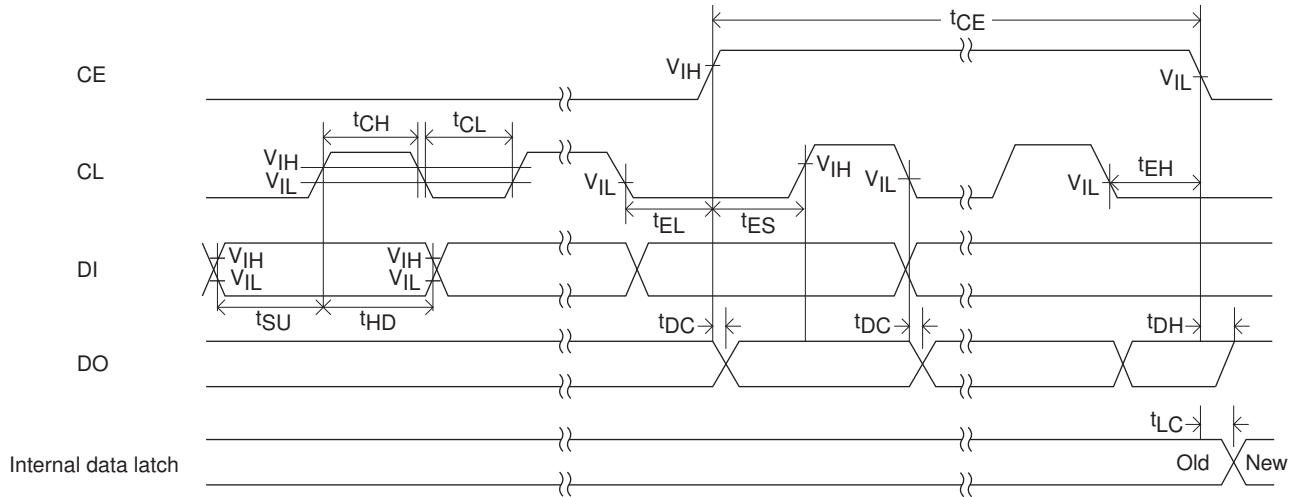 tCE
CE
VIH
VIL
tCH
tCL
CL
VIH
VIL
VIL
VIH
VIL
VIL
tEH
tEL
tES
DI
VIH
VIL
VIH
VIL
tSU
tHD
tDC
tDC
tDH
DO
tLC
Internal data latch
Old
New